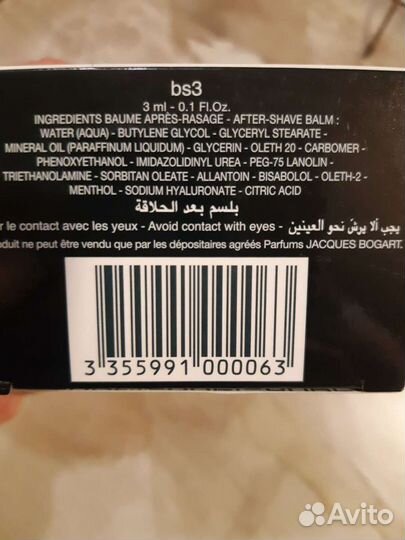 bs3
3 ml - 0.1 Fl.Oz.
INGREDIENTS BAUME APRÈS-RASAGE - AFTER-SHAVE BALM :
WATER (AQUA) - BUTYLENE GLYCOL - GLYCERYL STEARATE -
MINERAL OIL (PARAFFINUM LIQUIDUM) - GLYCERIN - OLETH 20 - CARBOMER -
PHENOXYETHANOL - IMIDAZOLIDINYL UREA - PEG-75 LANOLIN -
TRIETHANOLAMINE - SORBITAN OLEATE - ALLANTOIN - BISABOLOL - OLETH-2 -
MENTHOL - SODIUM HYALURONATE - CITRIC ACID
بلسم بعد الحلاقة
r le contact avec les yeux - Avoid contact with eyes - يجب ألا يرش نحو العينين
oduit ne peut être vendu que par les dépositaires agréés Parfums JACQUES BOGART.
3 355991 000063
Avito